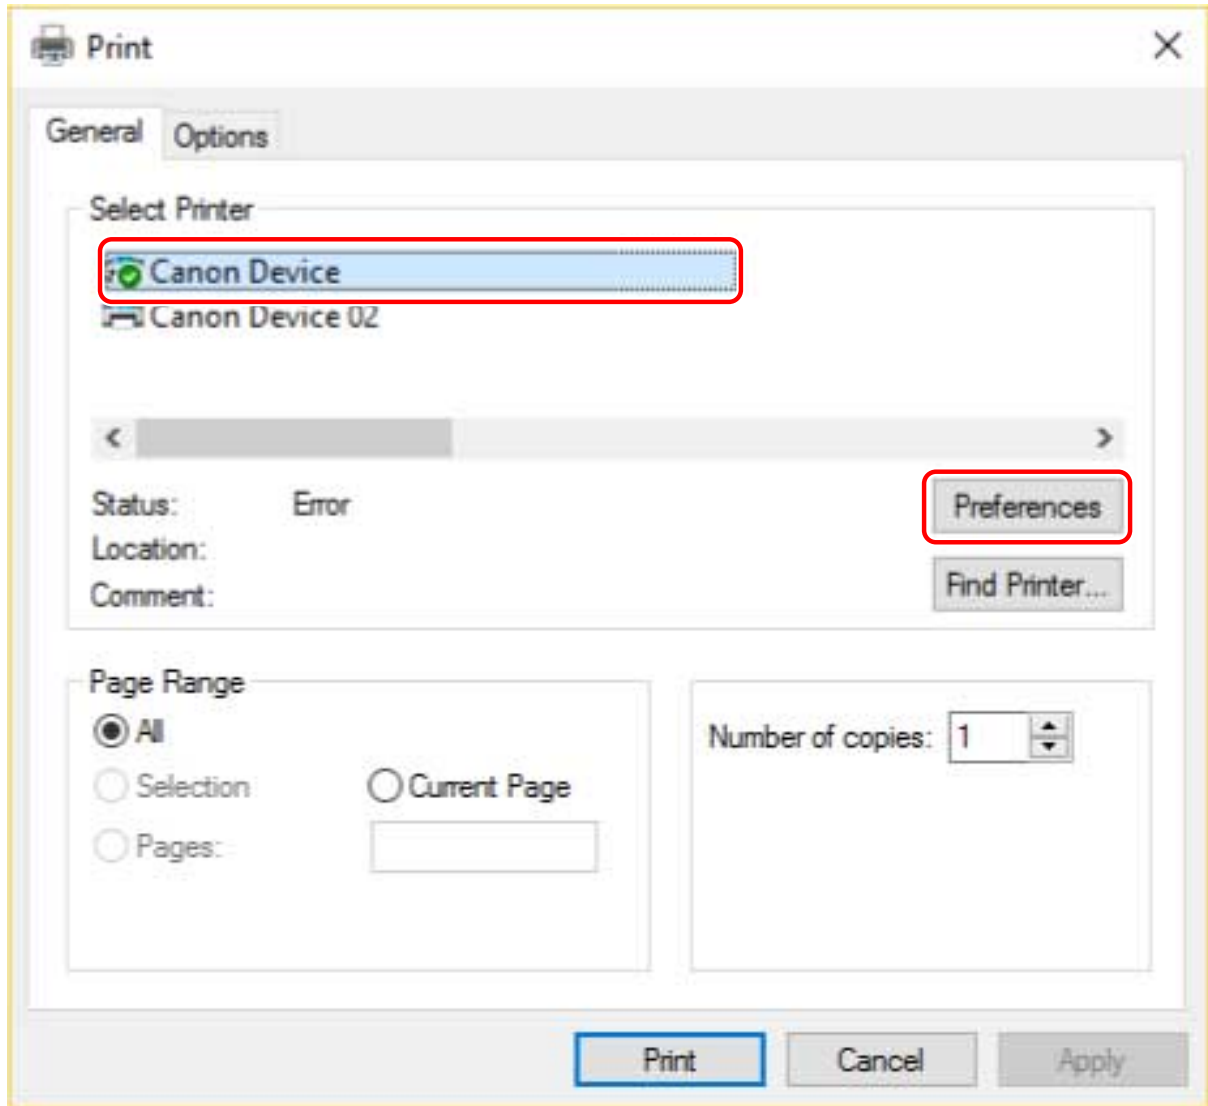 Print
General Options
Select Printer
Canon Device
Canon Device 02
Status: Error
Preferences
Location:
Comment:
Find Printer...
Page Range
All
Selection
Current Page
Pages:
Number of copies: 1
Print Cancel Apply